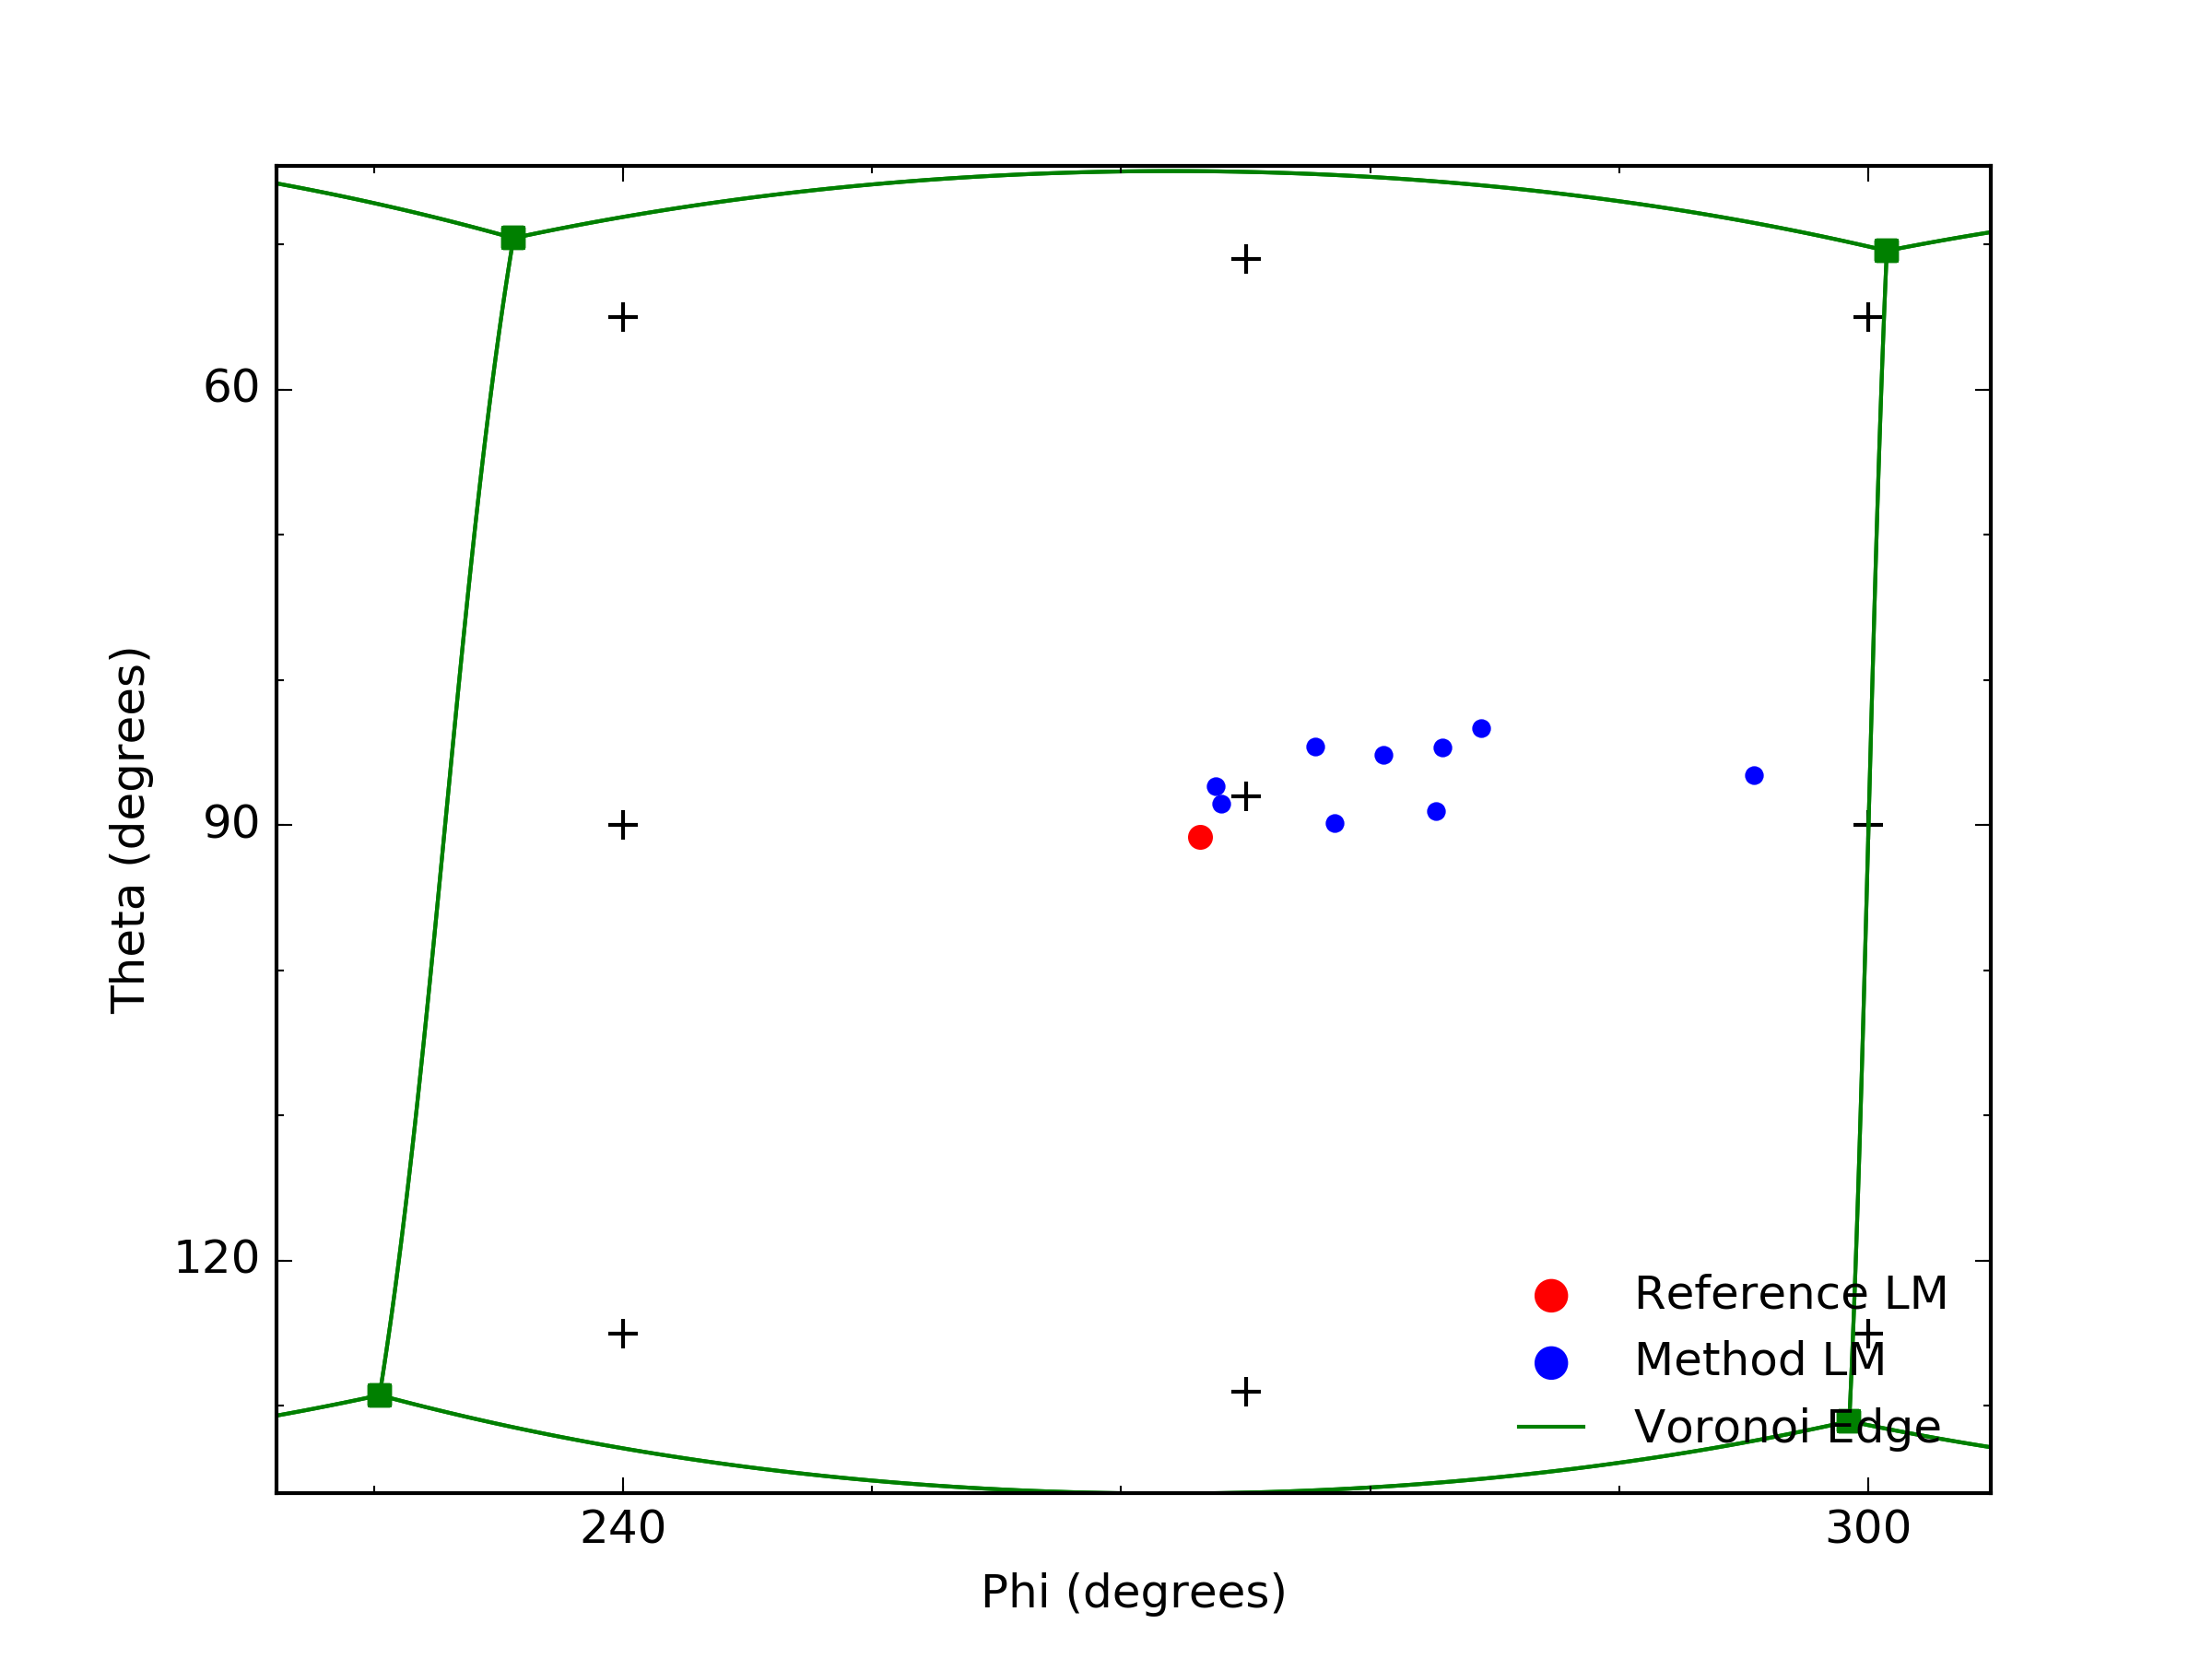 60
90
120
240
300
Theta (degrees)
Phi (degrees)
Reference LM
Method LM
Voronoi Edge